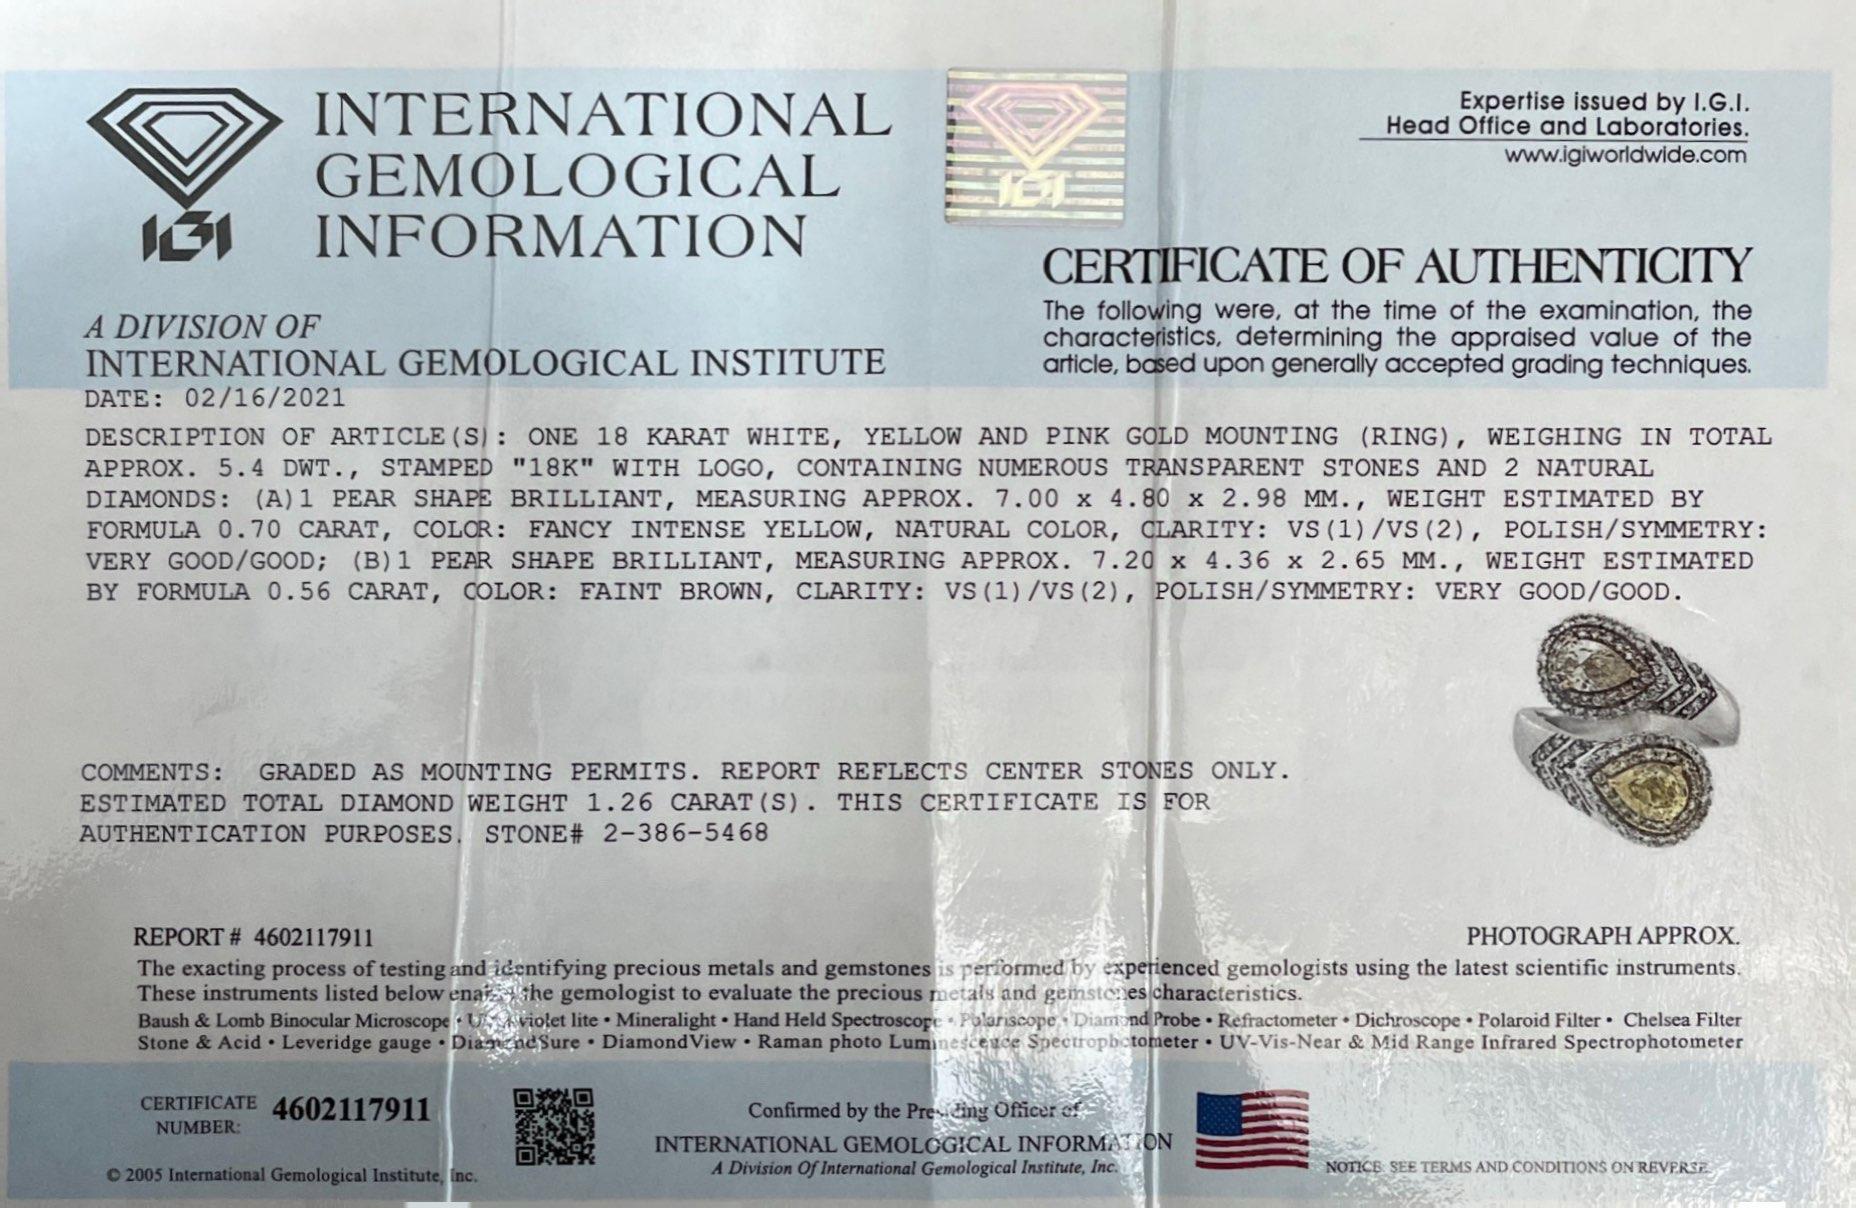 INTERNATIONAL
GEMOLOGICAL
INFORMATION
IGI
A DIVISION OF
INTERNATIONAL GEMOLOGICAL INSTITUTE
IGI
Expertise issued by I.G.I.
Head Office and Laboratories.
www.igiworldwide.com
CERTIFICATE OF AUTHENTICITY
The following were, at the time of the examination, the
characteristics, determining the appraised value of the
article, based upon generally accepted grading techniques.
DATE: 02/16/2021
DESCRIPTION OF ARTICLE(S): ONE 18 KARAT WHITE, YELLOW AND PINK GOLD MOUNTING (RING), WEIGHING IN TOTAL
APPROX. 5.4 DWT., STAMPED "18K" WITH LOGO, CONTAINING NUMEROUS TRANSPARENT STONES AND 2 NATURAL
DIAMONDS: (A)1 PEAR SHAPE BRILLIANT, MEASURING APPROX. 7.00 x 4.80 x 2.98 MM., WEIGHT ESTIMATED BY
FORMULA 0.70 CARAT, COLOR: FANCY INTENSE YELLOW, NATURAL COLOR, CLARITY: VS(1)/VS(2), POLISH/SYMMETRY:
VERY GOOD/GOOD; (B)1 PEAR SHAPE BRILLIANT, MEASURING APPROX. 7.20 x 4.36 x 2.65 MM., WEIGHT ESTIMATED
BY FORMULA 0.56 CARAT, COLOR: FAINT BROWN, CLARITY: VS(1)/VS(2), POLISH/SYMMETRY: VERY GOOD/GOOD.
COMMENTS: GRADED AS MOUNTING PERMITS. REPORT REFLECTS CENTER STONES ONLY.
ESTIMATED TOTAL DIAMOND WEIGHT 1.26 CARAT(S). THIS CERTIFICATE IS FOR
AUTHENTICATION PURPOSES. STONE# 2-386-5468
REPORT # 4602117911
PHOTOGRAPH APPROX.
The exacting process of testing and identifying precious metals and gemstones is performed by experienced gemologists using the latest scientific instruments.
These instruments listed below enable the gemologist to evaluate the precious metals and gemstones characteristics.
Baush & Lomb Binocular Microscope • Ultraviolet lite • Mineralight • Hand Held Spectroscope • Polariscope • Diamond Probe • Refractometer • Dichroscope • Polaroid Filter • Chelsea Filter
Stone & Acid • Leveridge gauge • DiamondSure • DiamondView • Raman photo Luminescence Spectrophotometer • UV-Vis-Near & Mid Range Infrared Spectrophotometer
CERTIFICATE
NUMBER:
4602117911
© 2005 International Gemological Institute, Inc.
Confirmed by the Presiding Officer of
INTERNATIONAL GEMOLOGICAL INFORMATION
A Division Of International Gemological Institute, Inc.
NOTICE: SEE TERMS AND CONDITIONS ON REVERSE.